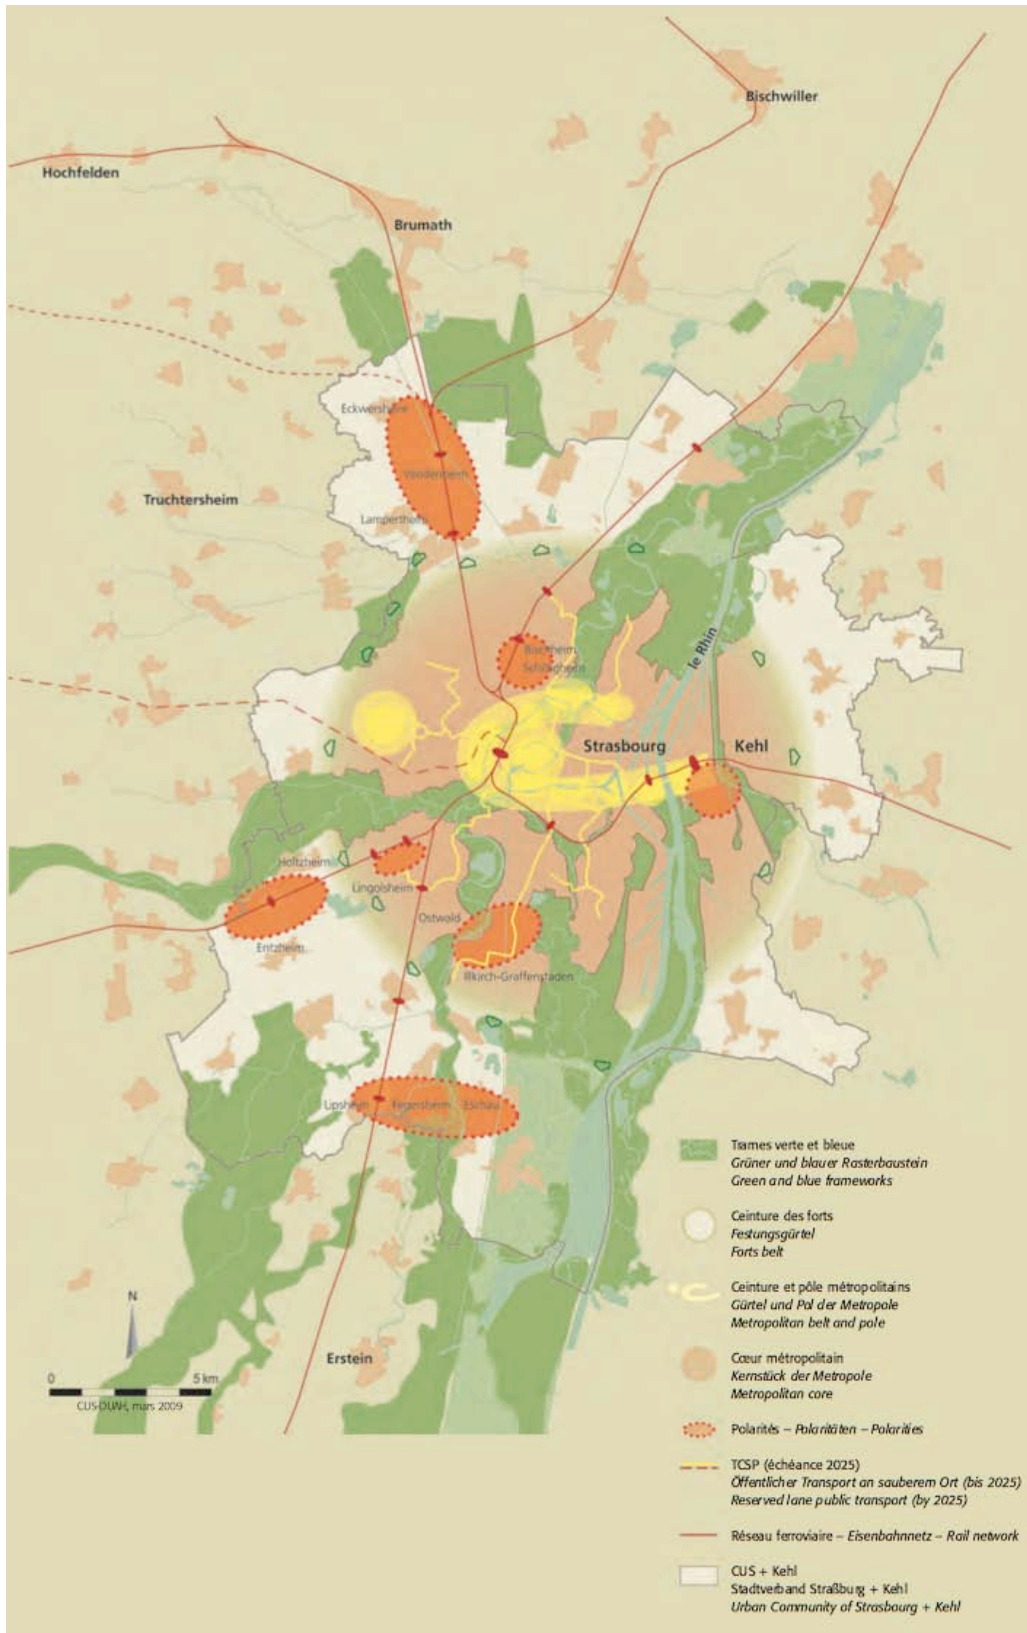 Bischwiller
Hochfelden
Brumath
Eckwersheim
Vendenheim
Truchtersheim
Lampertheim
le Rhin
Bischheim
Schiltigheim
Strasbourg
Kehl
Holtzheim
Lingolsheim
Ostwald
Entzheim
Illkirch-Graffenstaden
Lipsheim
Fegersheim
Eschau
Trames verte et bleue
Grüner und blauer Rasterbaustein
Green and blue frameworks
Ceinture des forts
Festungsgürtel
Forts belt
Ceinture et pôle métropolitains
Gürtel und Pol der Metropole
Metropolitan belt and pole
N
Erstein
Cœur métropolitain
Kernstück der Metropole
Metropolitan core
0 5 km
CUS-DUAH, mars 2009
Polarités – Polaritäten – Polarities
TCSP (échéance 2025)
Öffentlicher Transport an sauberem Ort (bis 2025)
Reserved lane public transport (by 2025)
Réseau ferroviaire – Eisenbahnnetz – Rail network
CUS + Kehl
Stadtverband Straßburg + Kehl
Urban Community of Strasbourg + Kehl